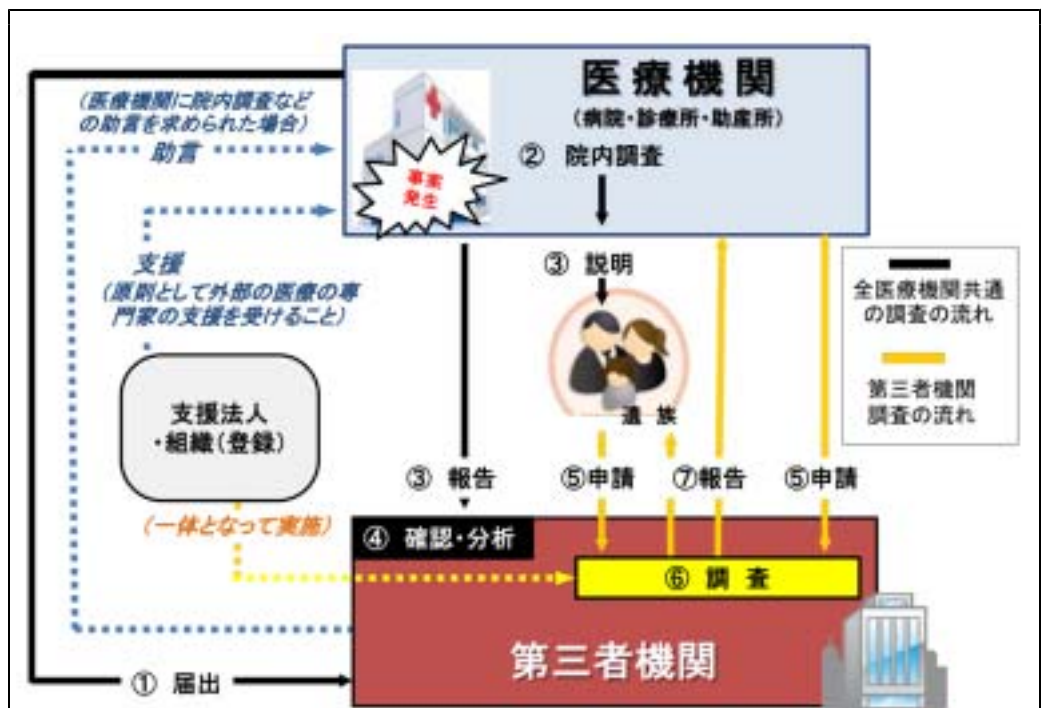 医療機関
(病院・診療所・助産所)
(医療機関に院内調査など
の助言を求められた場合)
助言
② 院内調査
事案
発生
支援
(原則として外部の医療の専
門家の支援を受けること)
③ 説明
遺 族
全医療機関共通
の調査の流れ
第三者機関
調査の流れ
支援法人
・組織(登録)
③ 報告
⑤申請
⑦報告
⑤申請
(一体となって実施)
④ 確認・分析
⑥ 調 査
第三者機関
① 届出